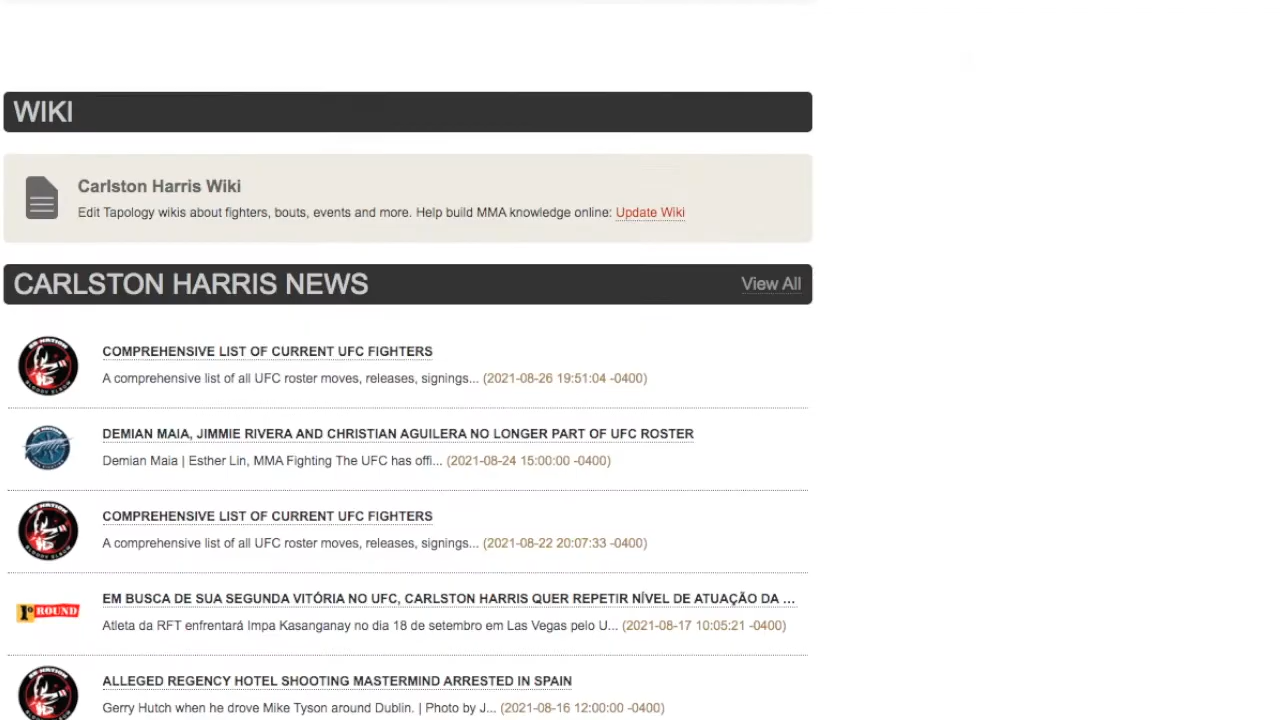 WIKI
Carlston Harris Wiki
Edit Tapology wikis about fighters, bouts, events and more. Help build MMA knowledge online: Update Wiki
CARLSTON HARRIS NEWS View All
COMPREHENSIVE LIST OF CURRENT UFC FIGHTERS
A comprehensive list of all UFC roster moves, releases, signings... (2021-08-26 19:51:04 -0400)
DEMIAN MAIA, JIMMIE RIVERA AND CHRISTIAN AGUILERA NO LONGER PART OF UFC ROSTER
Demian Maia | Esther Lin, MMA Fighting The UFC has offi... (2021-08-24 15:00:00 -0400)
COMPREHENSIVE LIST OF CURRENT UFC FIGHTERS
A comprehensive list of all UFC roster moves, releases, signings... (2021-08-22 20:07:33 -0400)
1º ROUND
EM BUSCA DE SUA SEGUNDA VITÓRIA NO UFC, CARLSTON HARRIS QUER REPETIR NÍVEL DE ATUAÇÃO DA ...
Atleta da RFT enfrentará Impa Kasanganay no dia 18 de setembro em Las Vegas pelo U... (2021-08-17 10:05:21 -0400)
ALLEGED REGENCY HOTEL SHOOTING MASTERMIND ARRESTED IN SPAIN
Gerry Hutch when he drove Mike Tyson around Dublin. | Photo by J... (2021-08-16 12:00:00 -0400)